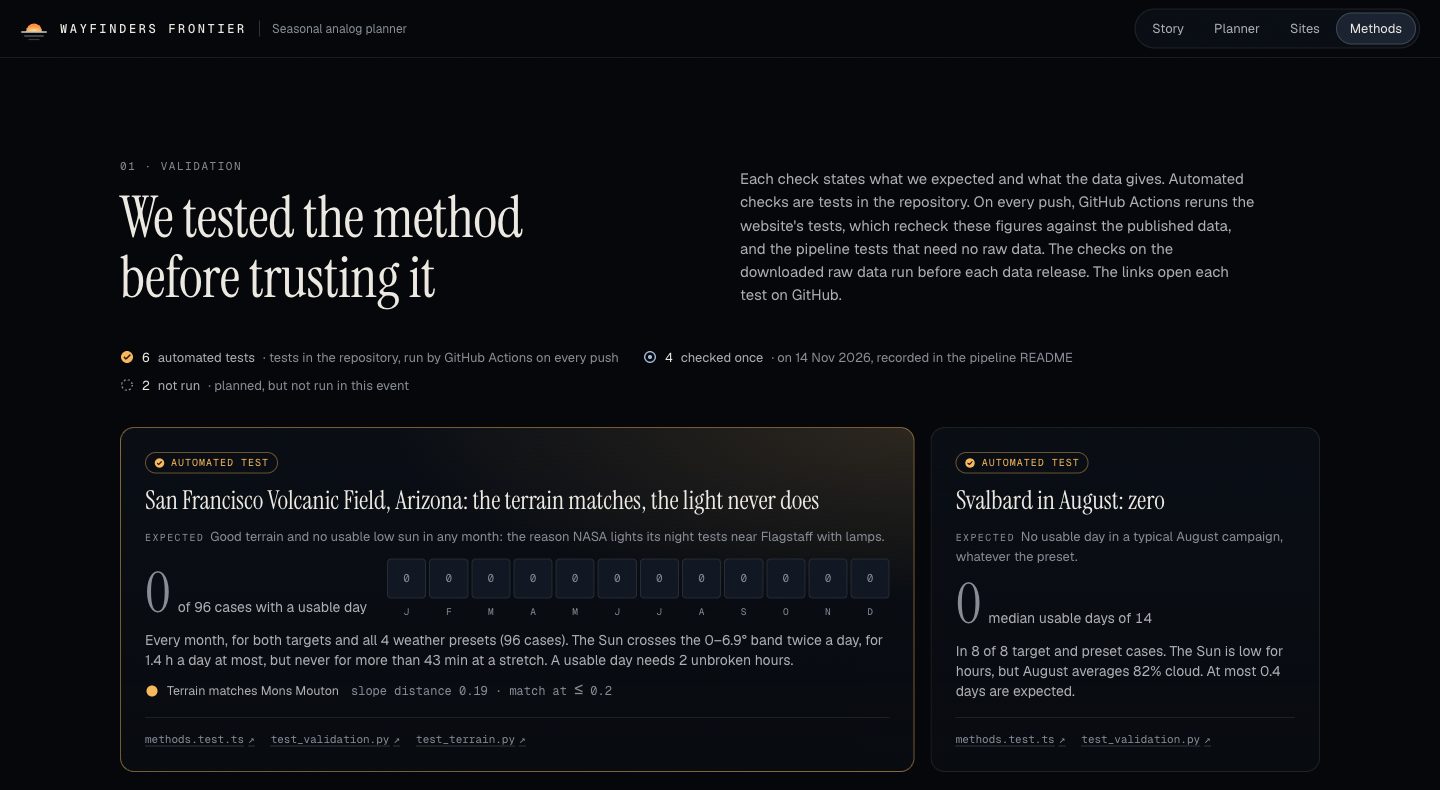 WAYFINDERS FRONTIER
Seasonal analog planner
Story
Planner
Sites
Methods
01 · VALIDATION
We tested the method
before trusting it
Each check states what we expected and what the data gives. Automated
checks are tests in the repository. On every push, GitHub Actions reruns the
website's tests, which recheck these figures against the published data,
and the pipeline tests that need no raw data. The checks on the
downloaded raw data run before each data release. The links open each
test on GitHub.
6 automated tests · tests in the repository, run by GitHub Actions on every push
4 checked once · on 14 Nov 2026, recorded in the pipeline README
2 not run · planned, but not run in this event
AUTOMATED TEST
San Francisco Volcanic Field, Arizona: the terrain matches, the light never does
EXPECTED Good terrain and no usable low sun in any month: the reason NASA lights its night tests near Flagstaff with lamps.
0 of 96 cases with a usable day
0 0 0 0 0 0 0 0 0 0 0 0
J F M A M J J A S O N D
Every month, for both targets and all 4 weather presets (96 cases). The Sun crosses the 0–6.9° band twice a day, for
1.4 h a day at most, but never for more than 43 min at a stretch. A usable day needs 2 unbroken hours.
Terrain matches Mons Mouton slope distance 0.19 · match at ≤ 0.2
methods.test.ts ↗ test_validation.py ↗ test_terrain.py ↗
AUTOMATED TEST
Svalbard in August: zero
EXPECTED No usable day in a typical August campaign,
whatever the preset.
0 median usable days of 14
In 8 of 8 target and preset cases. The Sun is low for
hours, but August averages 82% cloud. At most 0.4
days are expected.
methods.test.ts ↗ test_validation.py ↗